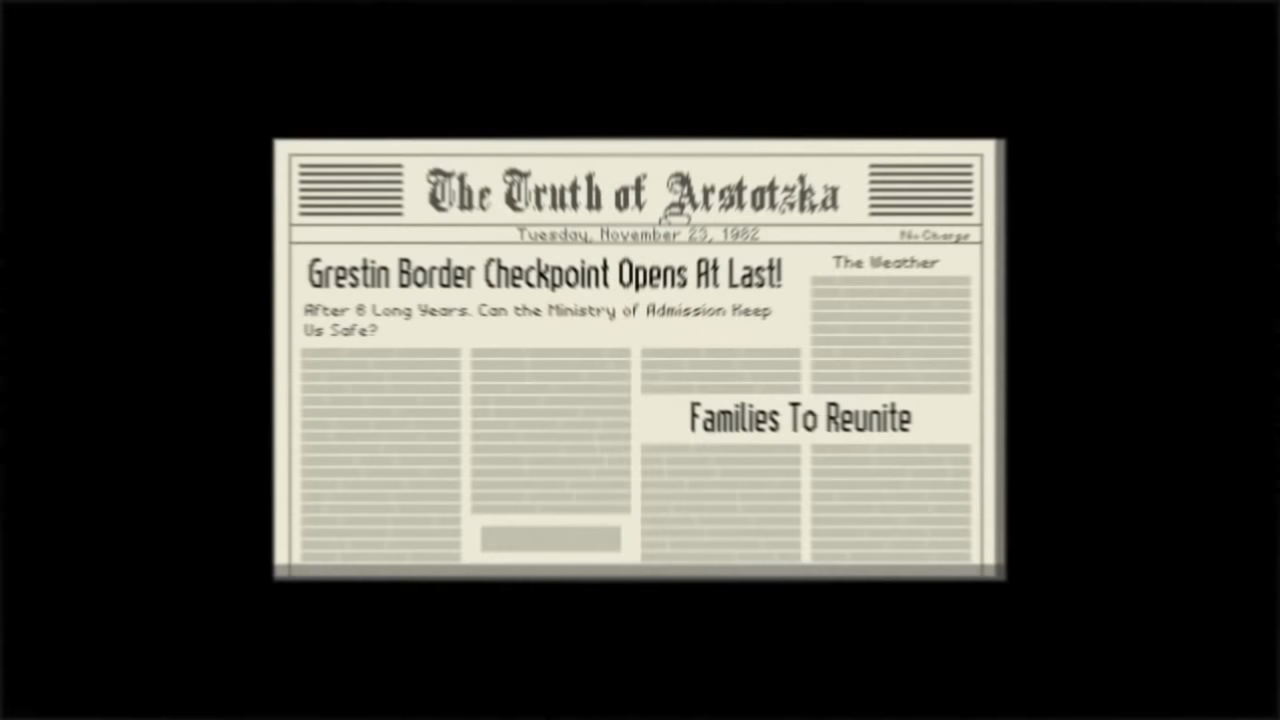 The Truth of Arstotzka
Tuesday, November 23, 1982
No Charge
Grestin Border Checkpoint Opens At Last!
After 6 Long Years. Can the Ministry of Admission Keep
Us Safe?
The Weather
Families To Reunite